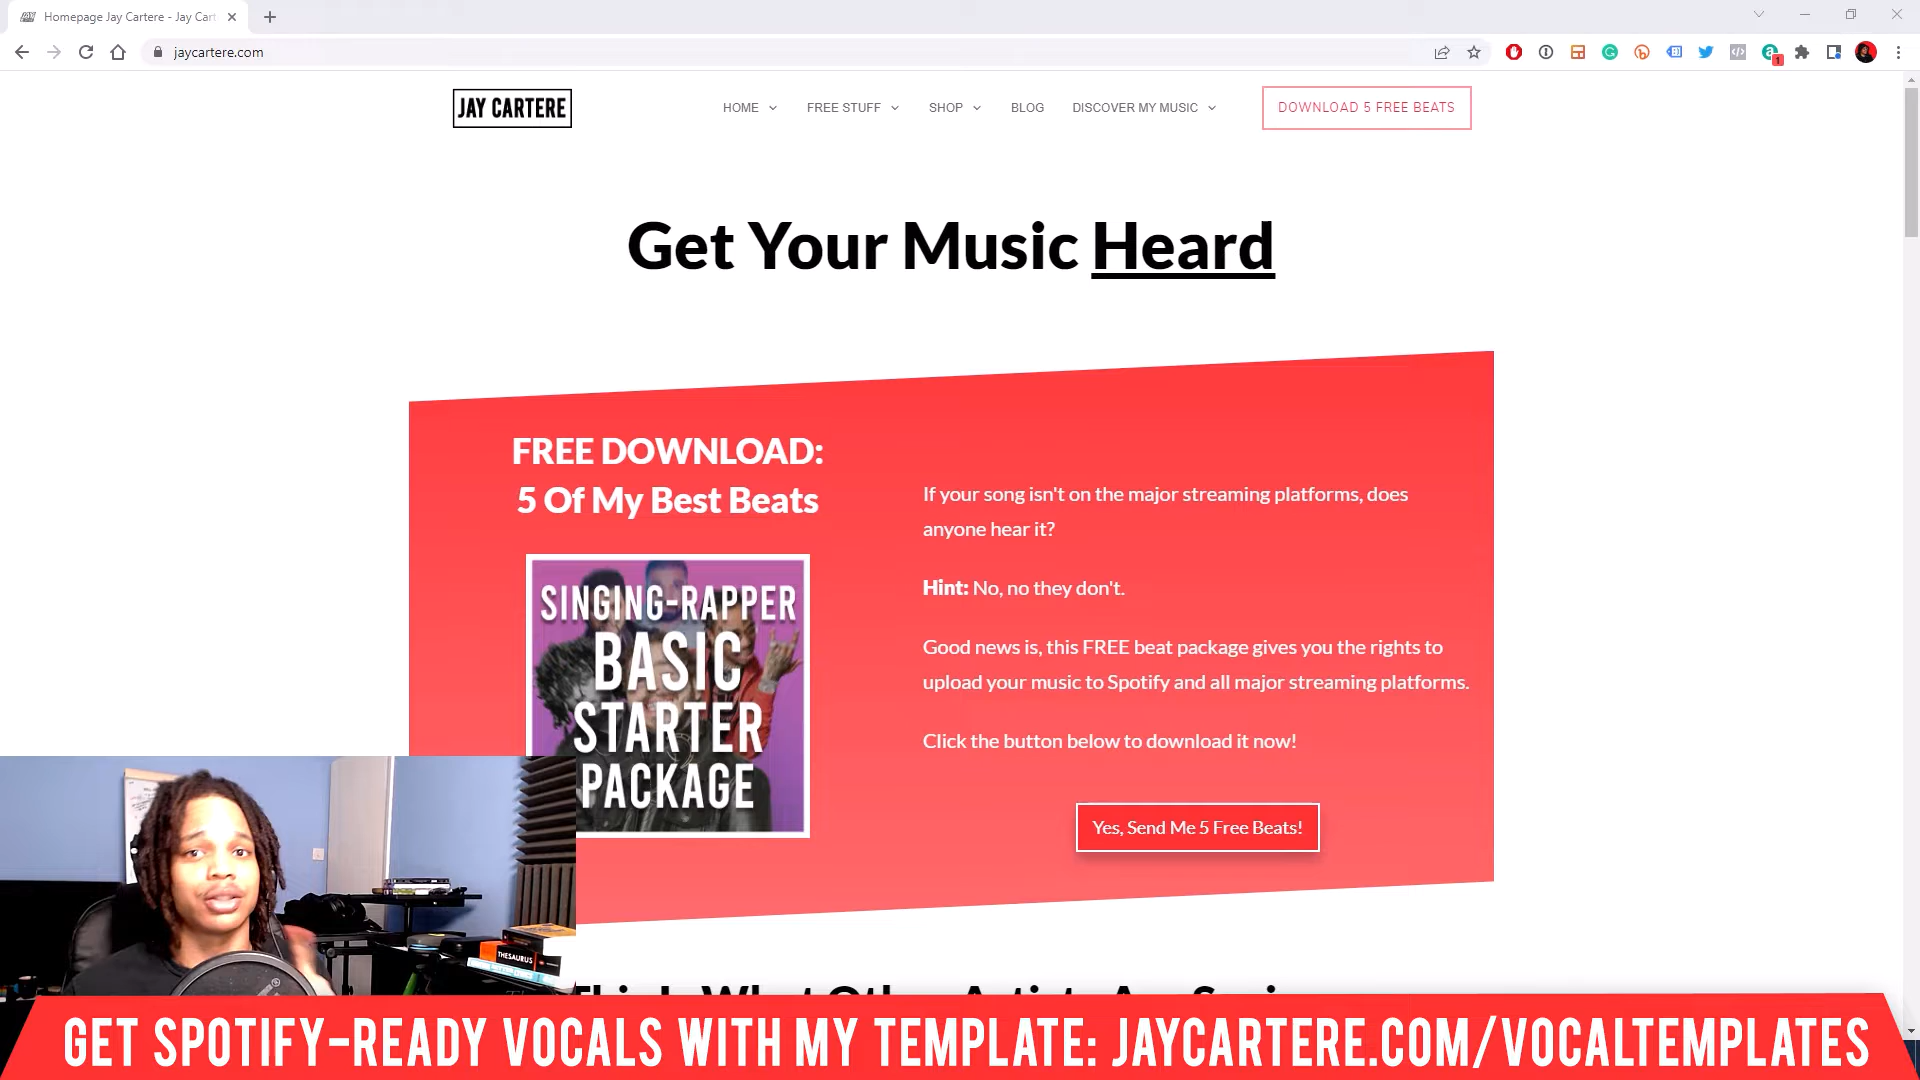 Homepage Jay Cartere - Jay Cart
jaycartere.com
1
JAY CARTERE
HOME
FREE STUFF
SHOP
BLOG
DISCOVER MY MUSIC
DOWNLOAD 5 FREE BEATS
Get Your Music Heard
FREE DOWNLOAD:
5 Of My Best Beats
SINGING-RAPPER
BASIC
STARTER
PACKAGE
If your song isn't on the major streaming platforms, does
anyone hear it?
Hint: No, no they don't.
Good news is, this FREE beat package gives you the rights to
upload your music to Spotify and all major streaming platforms.
Click the button below to download it now!
Yes, Send Me 5 Free Beats!
THESAURUS
GET SPOTIFY-READY VOCALS WITH MY TEMPLATE: JAYCARTERE.COM/VOCALTEMPLATES